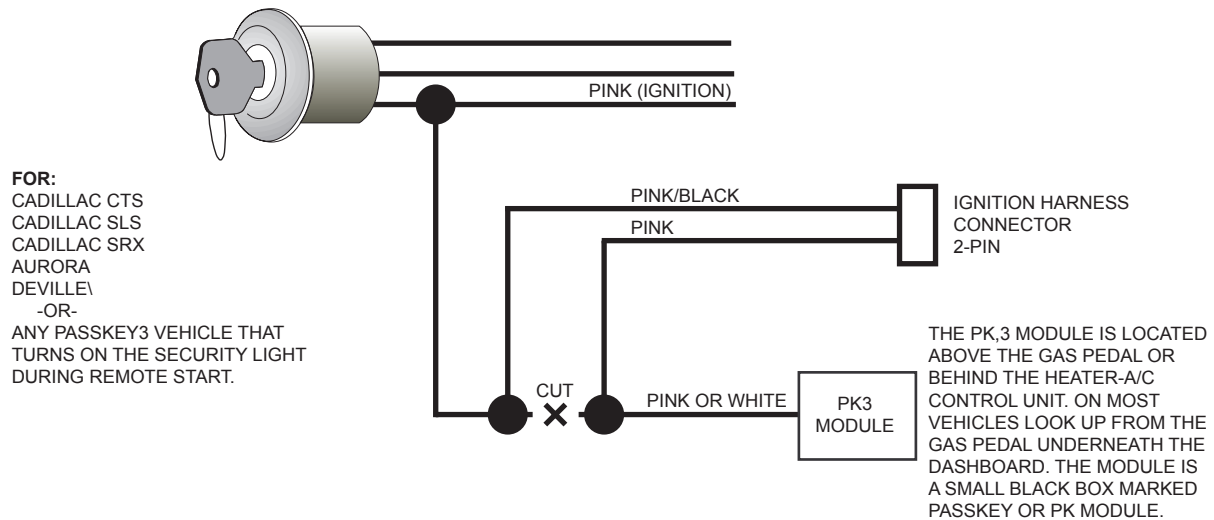 PINK (IGNITION)
FOR:
CADILLAC CTS
CADILLAC SLS
CADILLAC SRX
AURORA
DEVILLE\
-OR-
ANY PASSKEY3 VEHICLE THAT
TURNS ON THE SECURITY LIGHT
DURING REMOTE START.
PINK/BLACK
PINK
IGNITION HARNESS
CONNECTOR
2-PIN
CUT
PINK OR WHITE
PK3
MODULE
THE PK,3 MODULE IS LOCATED
ABOVE THE GAS PEDAL OR
BEHIND THE HEATER-A/C
CONTROL UNIT. ON MOST
VEHICLES LOOK UP FROM THE
GAS PEDAL UNDERNEATH THE
DASHBOARD. THE MODULE IS
A SMALL BLACK BOX MARKED
PASSKEY OR PK MODULE.